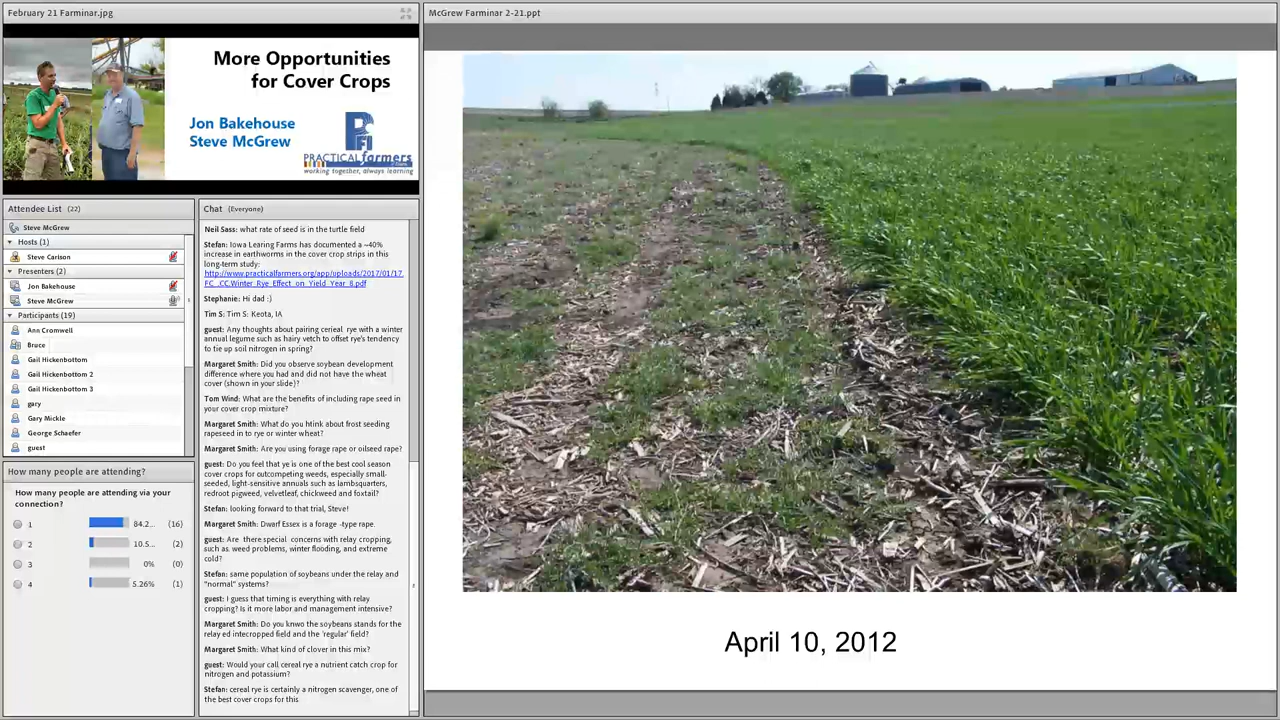 February 21 Farminar.jpg
More Opportunities
for Cover Crops
Jon Bakehouse
Steve McGrew
PFI
PRACTICAL farmers
working together, always learning
Attendee List (22)
Steve McGrew
Hosts (1)
Steve Carlson
Presenters (2)
Jon Bakehouse
Steve McGrew
Participants (19)
Ann Cromwell
Bruce
Gail Hickenbottom
Gail Hickenbottom 2
Gail Hickenbottom 3
gary
Gary Mickle
George Schaefer
guest
How many people are attending?
How many people are attending via your
connection?
1 84.2... (16)
2 10.5... (2)
3 0% (0)
4 5.26% (1)
Chat (Everyone)
Neil Sass: what rate of seed is in the turtle field
Stefan: Iowa Learing Farms has documented a ~40%
increase in earthworms in the cover crop strips in this
long-term study:
http://www.practicalfarmers.org/app/uploads/2017/01/17.
FC_.CC.Winter_Rye_Effect_on_Yield_Year_8.pdf
Stephanie: Hi dad :)
Tim S: Tim S: Keota, IA
guest: Any thoughts about pairing cerieal rye with a winter
annual legume such as hairy vetch to offset rye's tendency
to tie up soil nitrogen in spring?
Margaret Smith: Did you observe soybean development
difference where you had and did not have the wheat
cover (shown in your slide)?
Tom Wind: What are the benefits of including rape seed in
your cover crop mixture?
Margaret Smith: What do you htink about frost seeding
rapeseed in to rye or winter wheat?
Margaret Smith: Are you using forage rape or oilseed rape?
guest: Do you feel that ye is one of the best cool season
cover crops for outcompeting weeds, especially small-
seeded, light-sensitive annuals such as lambsquarters,
redroot pigweed, velvetleaf, chickweed and foxtail?
Stefan: looking forward to that trial, Steve!
Margaret Smith: Dwarf Essex is a forage -type rape.
guest: Are there special concerns with relay cropping,
such as weed problems, winter flooding, and extreme
cold?
Stefan: same population of soybeans under the relay and
"normal" systems?
guest: I guess that timing is everything with relay
cropping? Is it more labor and management intensive?
Margaret Smith: Do you knwo the soybeans stands for the
relay ed intecropped field and the 'regular' field?
Margaret Smith: What kind of clover in this mix?
guest: Would your call cereal rye a nutrient catch crop for
nitrogen and potassium?
Stefan: cereal rye is certainly a nitrogen scavenger, one of
the best cover crops for this
McGrew Farminar 2-21.ppt
April 10, 2012